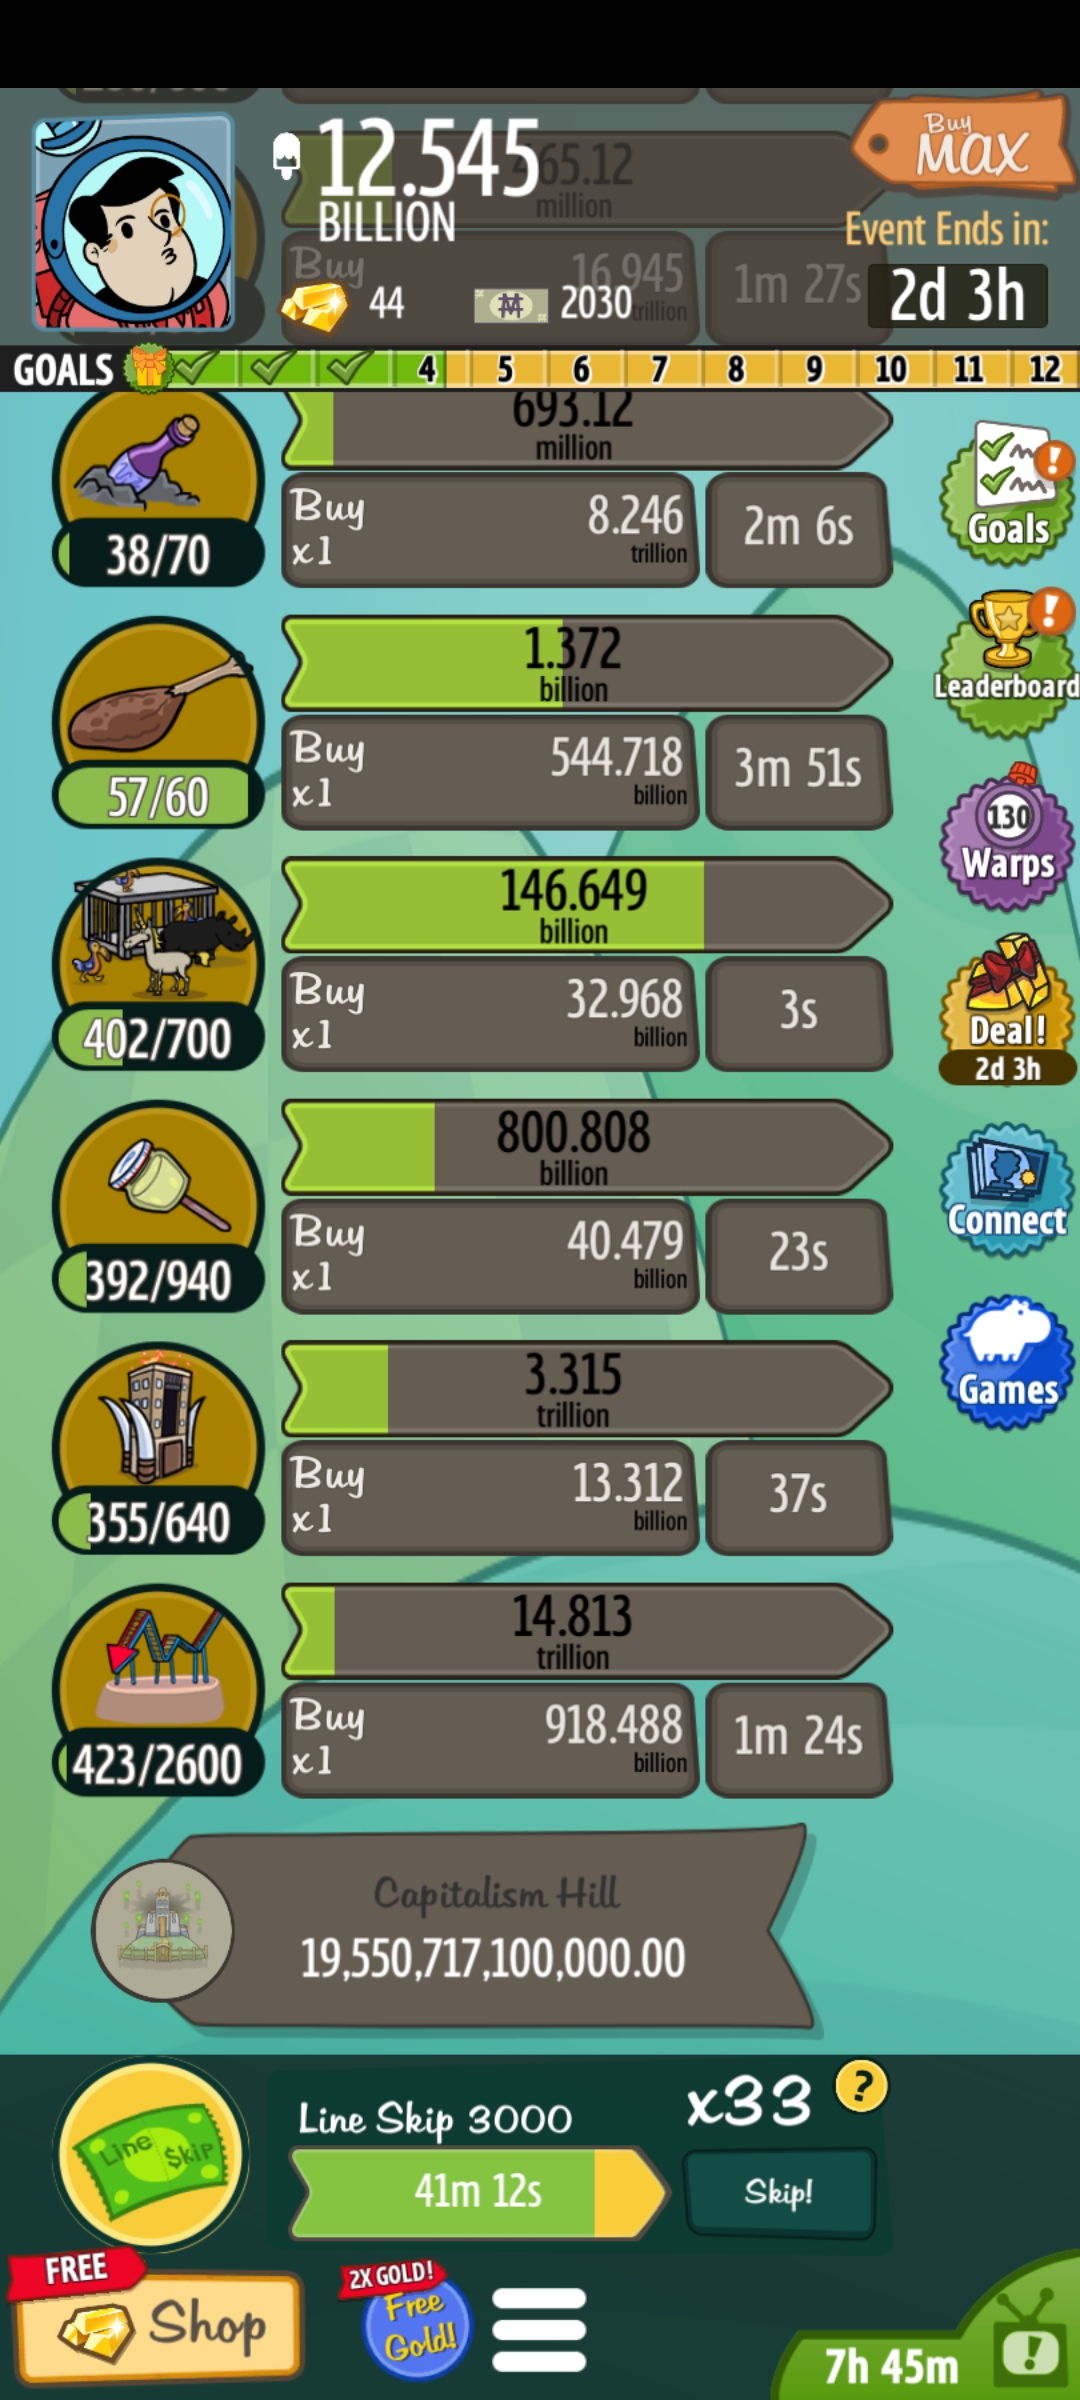 12.545
BILLION
65.12
million
Buy
MAX
Event Ends in:
2d 3h
Buy
16.945
trillion
1m 27s
44
2030
GOALS
4
5
6
7
8
9
10
11
12
693.12
million
Buy
x1
8.246
trillion
2m 6s
38/70
Goals
1.372
billion
Buy
x1
544.718
billion
3m 51s
57/60
Leaderboard
130
Warps
146.649
billion
Buy
x1
32.968
billion
3s
402/700
Deal!
2d 3h
800.808
billion
Buy
x1
40.479
billion
23s
392/940
Connect
3.315
trillion
Buy
x1
13.312
billion
37s
355/640
Games
14.813
trillion
Buy
x1
918.488
billion
1m 24s
423/2600
Capitalism Hill
19,550,717,100,000.00
Line $kip
Line Skip 3000
x33
?
41m 12s
Skip!
FREE
Shop
2X GOLD!
Free
Gold!
7h 45m